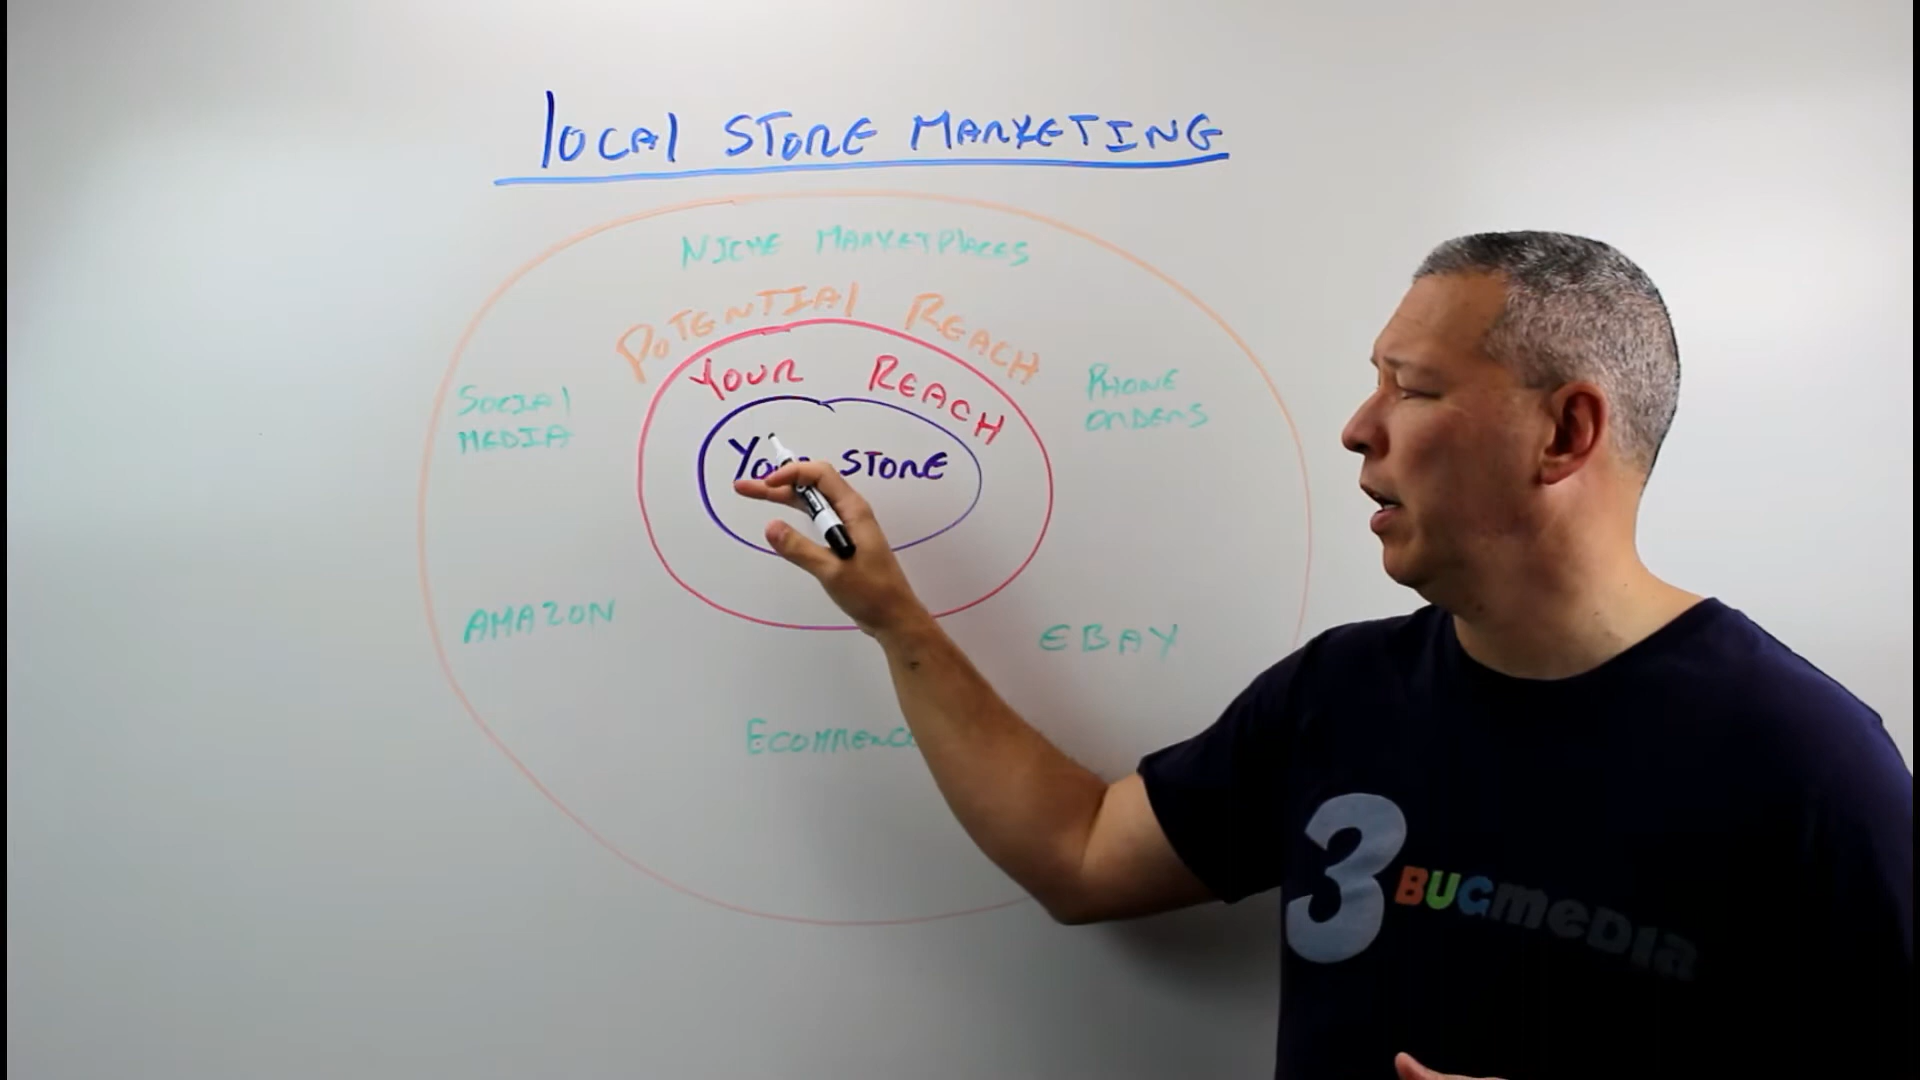 LOCAL STORE MARKETING
NICHE MARKETPLACES
POTENTIAL REACH
YOUR REACH
SOCIAL
MEDIA
PHONE
ORDERS
STORE
AMAZON
EBAY
3 BUGMEDIA